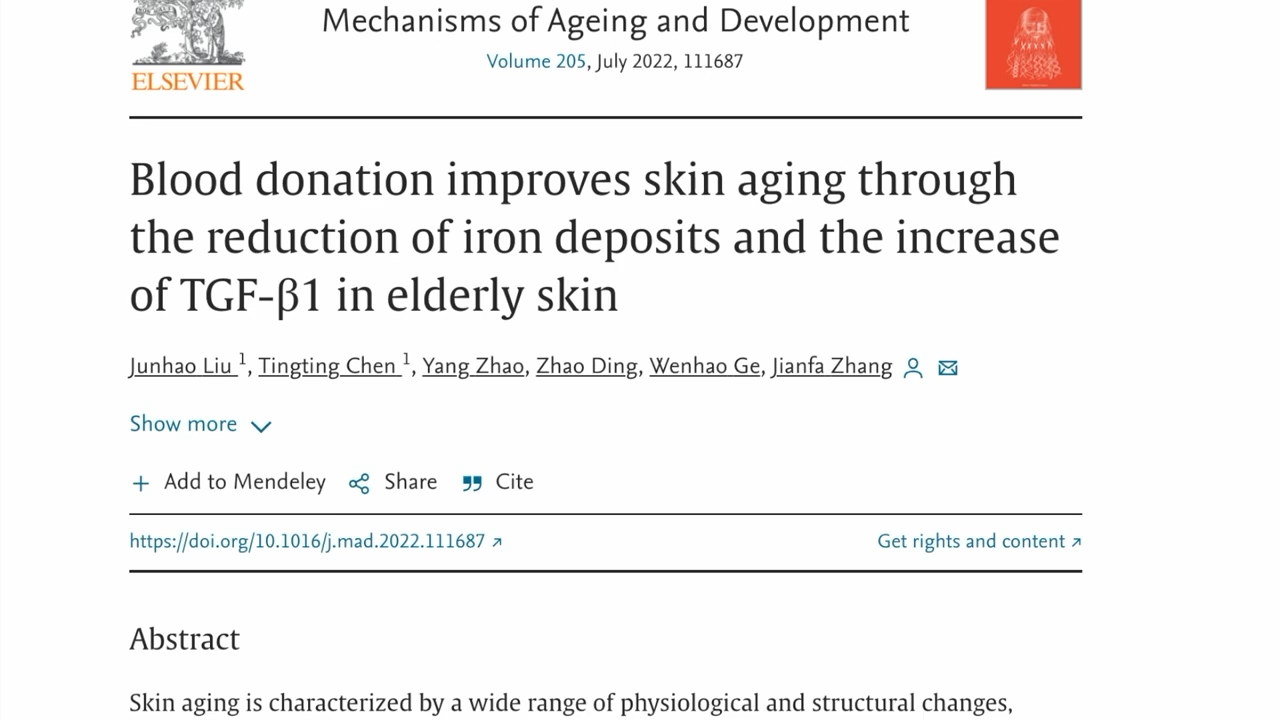 Mechanisms of Ageing and Development
Volume 205, July 2022, 111687
ELSEVIER
Blood donation improves skin aging through
the reduction of iron deposits and the increase
of TGF-β1 in elderly skin
Junhao Liu 1, Tingting Chen 1, Yang Zhao, Zhao Ding, Wenhao Ge, Jianfa Zhang
Show more
+ Add to Mendeley Share Cite
https://doi.org/10.1016/j.mad.2022.111687 ↗ Get rights and content ↗
Abstract
Skin aging is characterized by a wide range of physiological and structural changes,